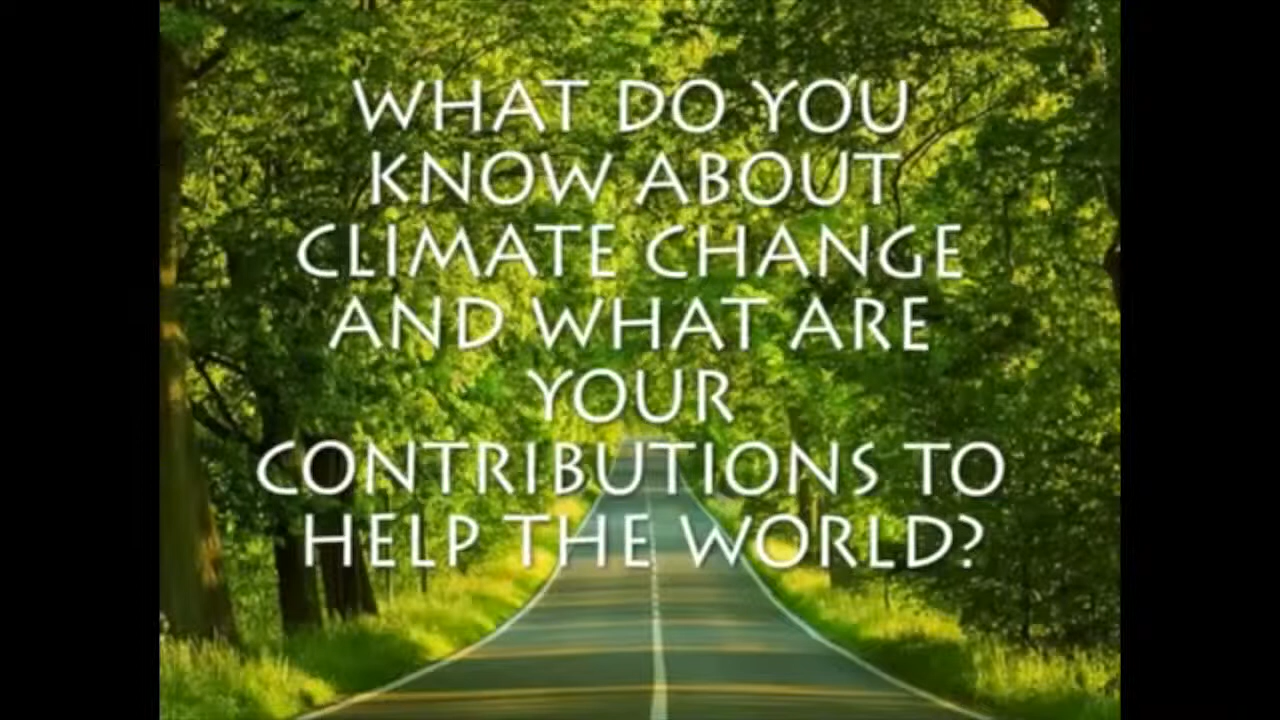 WHAT DO YOU
KNOW ABOUT
CLIMATE CHANGE
AND WHAT ARE
YOUR
CONTRIBUTIONS TO
HELP THE WORLD?